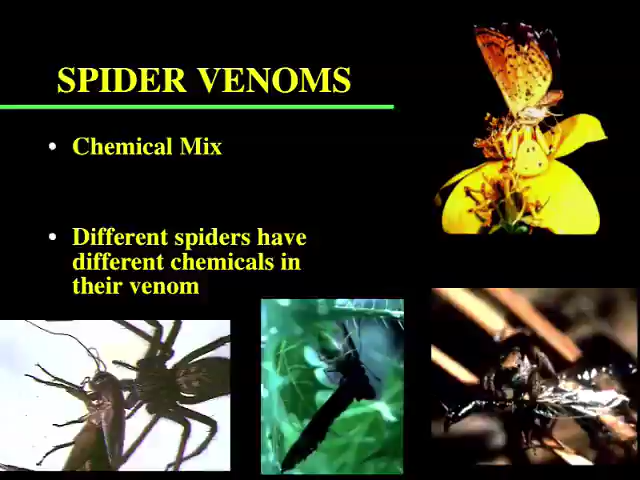 SPIDER VENOMS
• Chemical Mix
• Different spiders have
different chemicals in
their venom